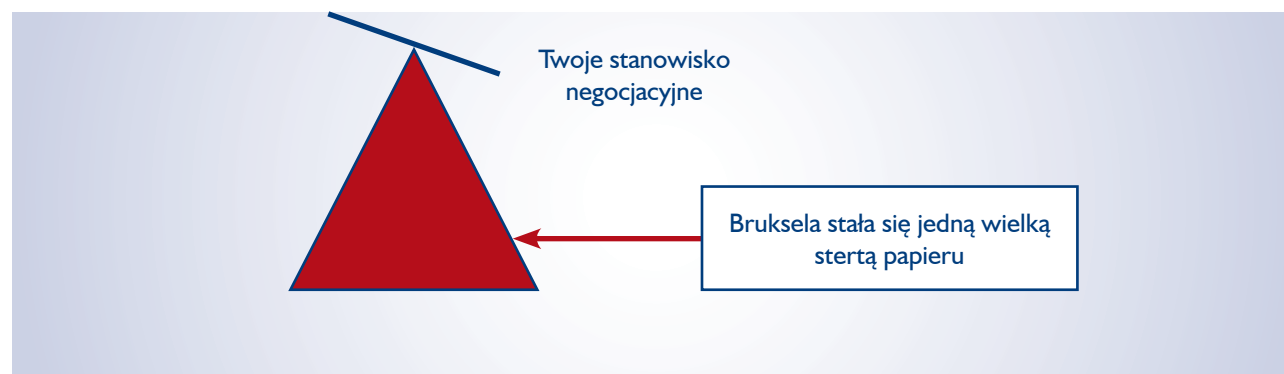 Twoje stanowisko
negocjacyjne
Bruksela stała się jedną wielką
stertą papieru